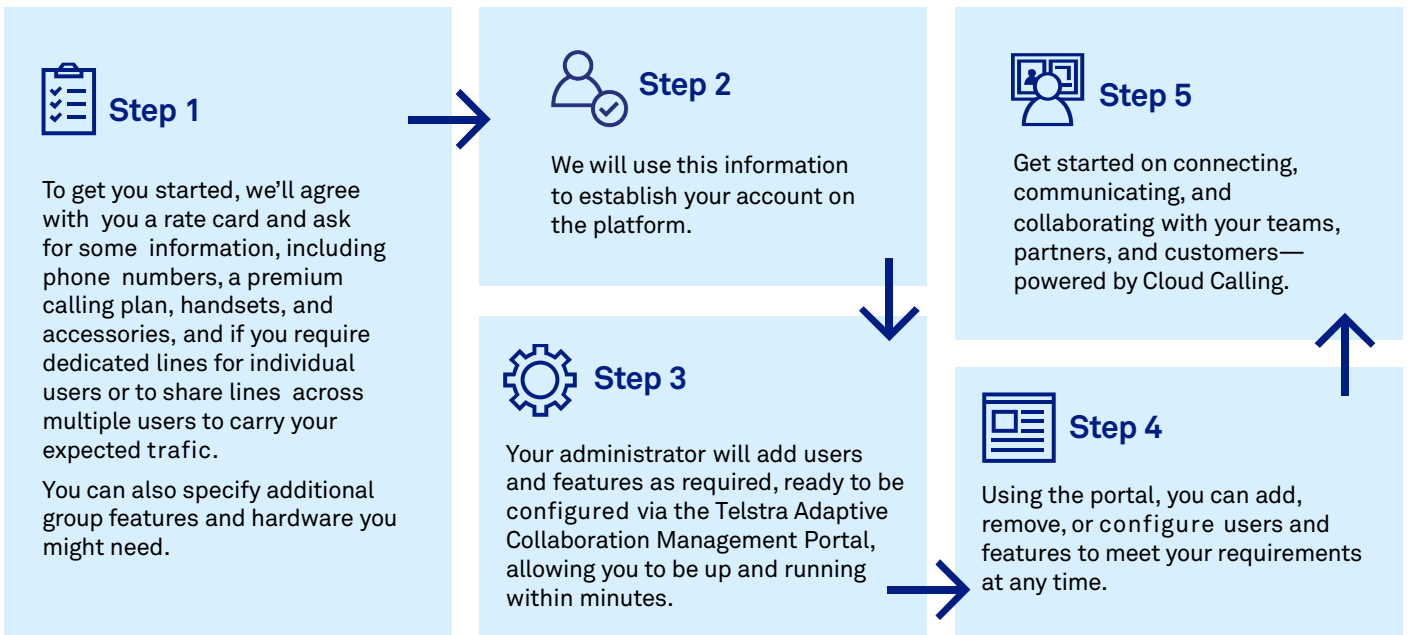 Step 1
To get you started, we’ll agree
with you a rate card and ask
for some information, including
phone numbers, a premium
calling plan, handsets, and
accessories, and if you require
dedicated lines for individual
users or to share lines across
multiple users to carry your
expected trafic.
You can also specify additional
group features and hardware you
might need.
Step 2
We will use this information
to establish your account on
the platform.
Step 3
Your administrator will add users
and features as required, ready to be
configured via the Telstra Adaptive
Collaboration Management Portal,
allowing you to be up and running
within minutes.
Step 4
Using the portal, you can add,
remove, or configure users and
features to meet your requirements
at any time.
Step 5
Get started on connecting,
communicating, and
collaborating with your teams,
partners, and customers—
powered by Cloud Calling.